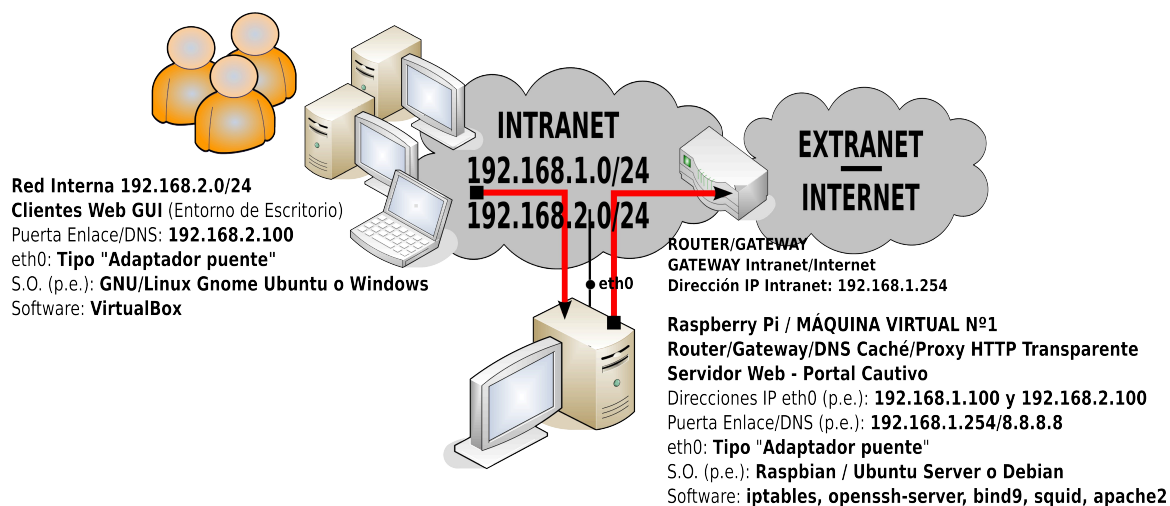 INTRANET
192.168.1.0/24
192.168.2.0/24
EXTRANET
INTERNET
Red Interna 192.168.2.0/24
Clientes Web GUI (Entorno de Escritorio)
Puerta Enlace/DNS: 192.168.2.100
eth0: Tipo "Adaptador puente"
S.O. (p.e.): GNU/Linux Gnome Ubuntu o Windows
Software: VirtualBox
ROUTER/GATEWAY
GATEWAY Intranet/Internet
Dirección IP Intranet: 192.168.1.254
eth0
Raspberry Pi / MÁQUINA VIRTUAL Nº1
Router/Gateway/DNS Caché/Proxy HTTP Transparente
Servidor Web - Portal Cautivo
Direcciones IP eth0 (p.e.): 192.168.1.100 y 192.168.2.100
Puerta Enlace/DNS (p.e.): 192.168.1.254/8.8.8.8
eth0: Tipo "Adaptador puente"
S.O. (p.e.): Raspbian / Ubuntu Server o Debian
Software: iptables, openssh-server, bind9, squid, apache2